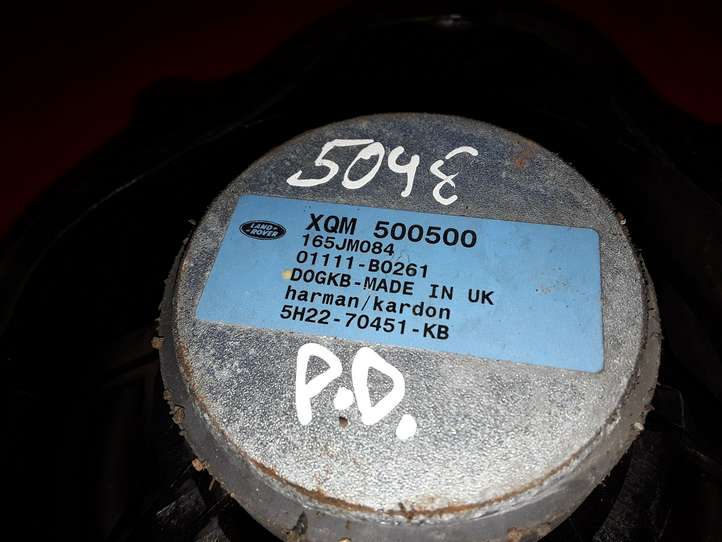 5048
LAND-
ROVER
XQM 500500
165JM084
01111-B0261
DOGKB-MADE IN UK
harman/kardon
5H22-70451-KB
P.D.